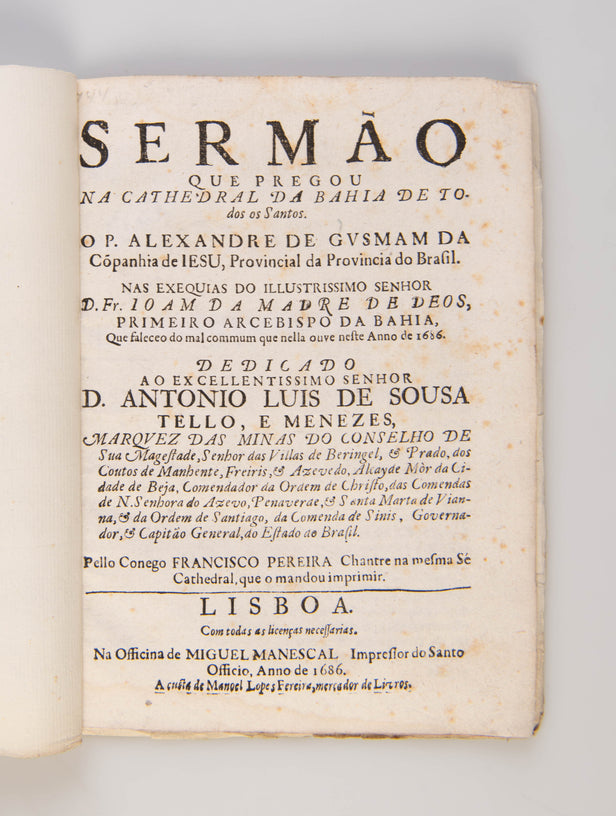 SERMÃO
QUE PREGOU
NA CATHEDRAL DA BAHIA DE TO-
dos os Santos.
O P. ALEXANDRE DE GVSMAM DA
Cõpanhia de IESU, Provincial da Provincia do Braſil.
NAS EXEQUIAS DO ILLUSTRISSIMO SENHOR
D. Fr. IOAM DA MADRE DE DEOS,
PRIMEIRO ARCEBISPO DA BAHIA,
Que faleceo do mal commum que nella ouve neſte Anno de 1686.
DEDICADO
AO EXCELLENTISSIMO SENHOR
D. ANTONIO LUIS DE SOUSA
TELLO, E MENEZES,
MARQVEZ DAS MINAS DO CONSELHO DE
Sua Mageſtade, Senhor das Villas de Beringel, & Prado, dos
Coutos de Manhente, Freiris, & Azevedo, Alcayde Mòr da Ci-
dade de Beja, Comendador da Ordem de Chriſto, das Comendas
de N. Senhora do Azevo, Penaverde, & Santa Marta de Vian-
na, & da Ordem de Santiago, da Comenda de Sinis, Governa-
dor, & Capitão General, do Eſtado ao Braſil.
Pello Conego FRANCISCO PEREIRA Chantre na meſma Sé
Cathedral, que o mandou imprimir.
LISBOA.
Com todas as licenças neceſſarias.
Na Officina de MIGUEL MANESCAL Impreſſor do Santo
Officio, Anno de 1686.
A cuſta de Manoel Lopes Fereira, mercador de Livros.